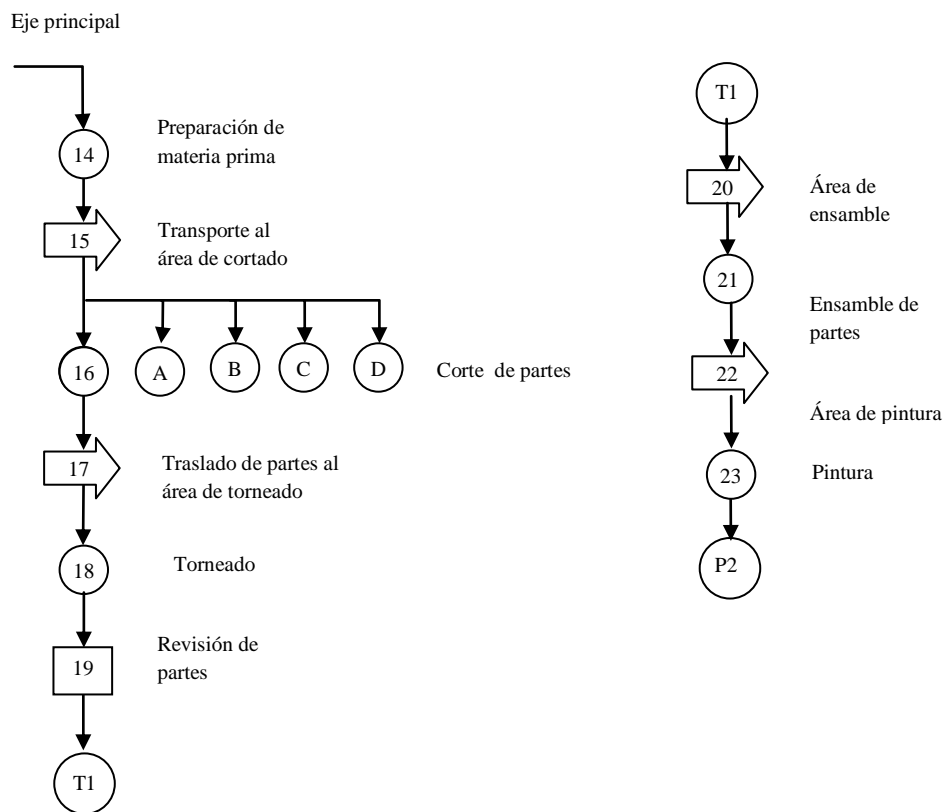 Eje principal
14
Preparación de
materia prima
15
Transporte al
área de cortado
16
A
B
C
D
Corte de partes
17
Traslado de partes al
área de torneado
18
Torneado
19
Revisión de
partes
T1
T1
20
Área de
ensamble
21
Ensamble de
partes
22
Área de pintura
23
Pintura
P2